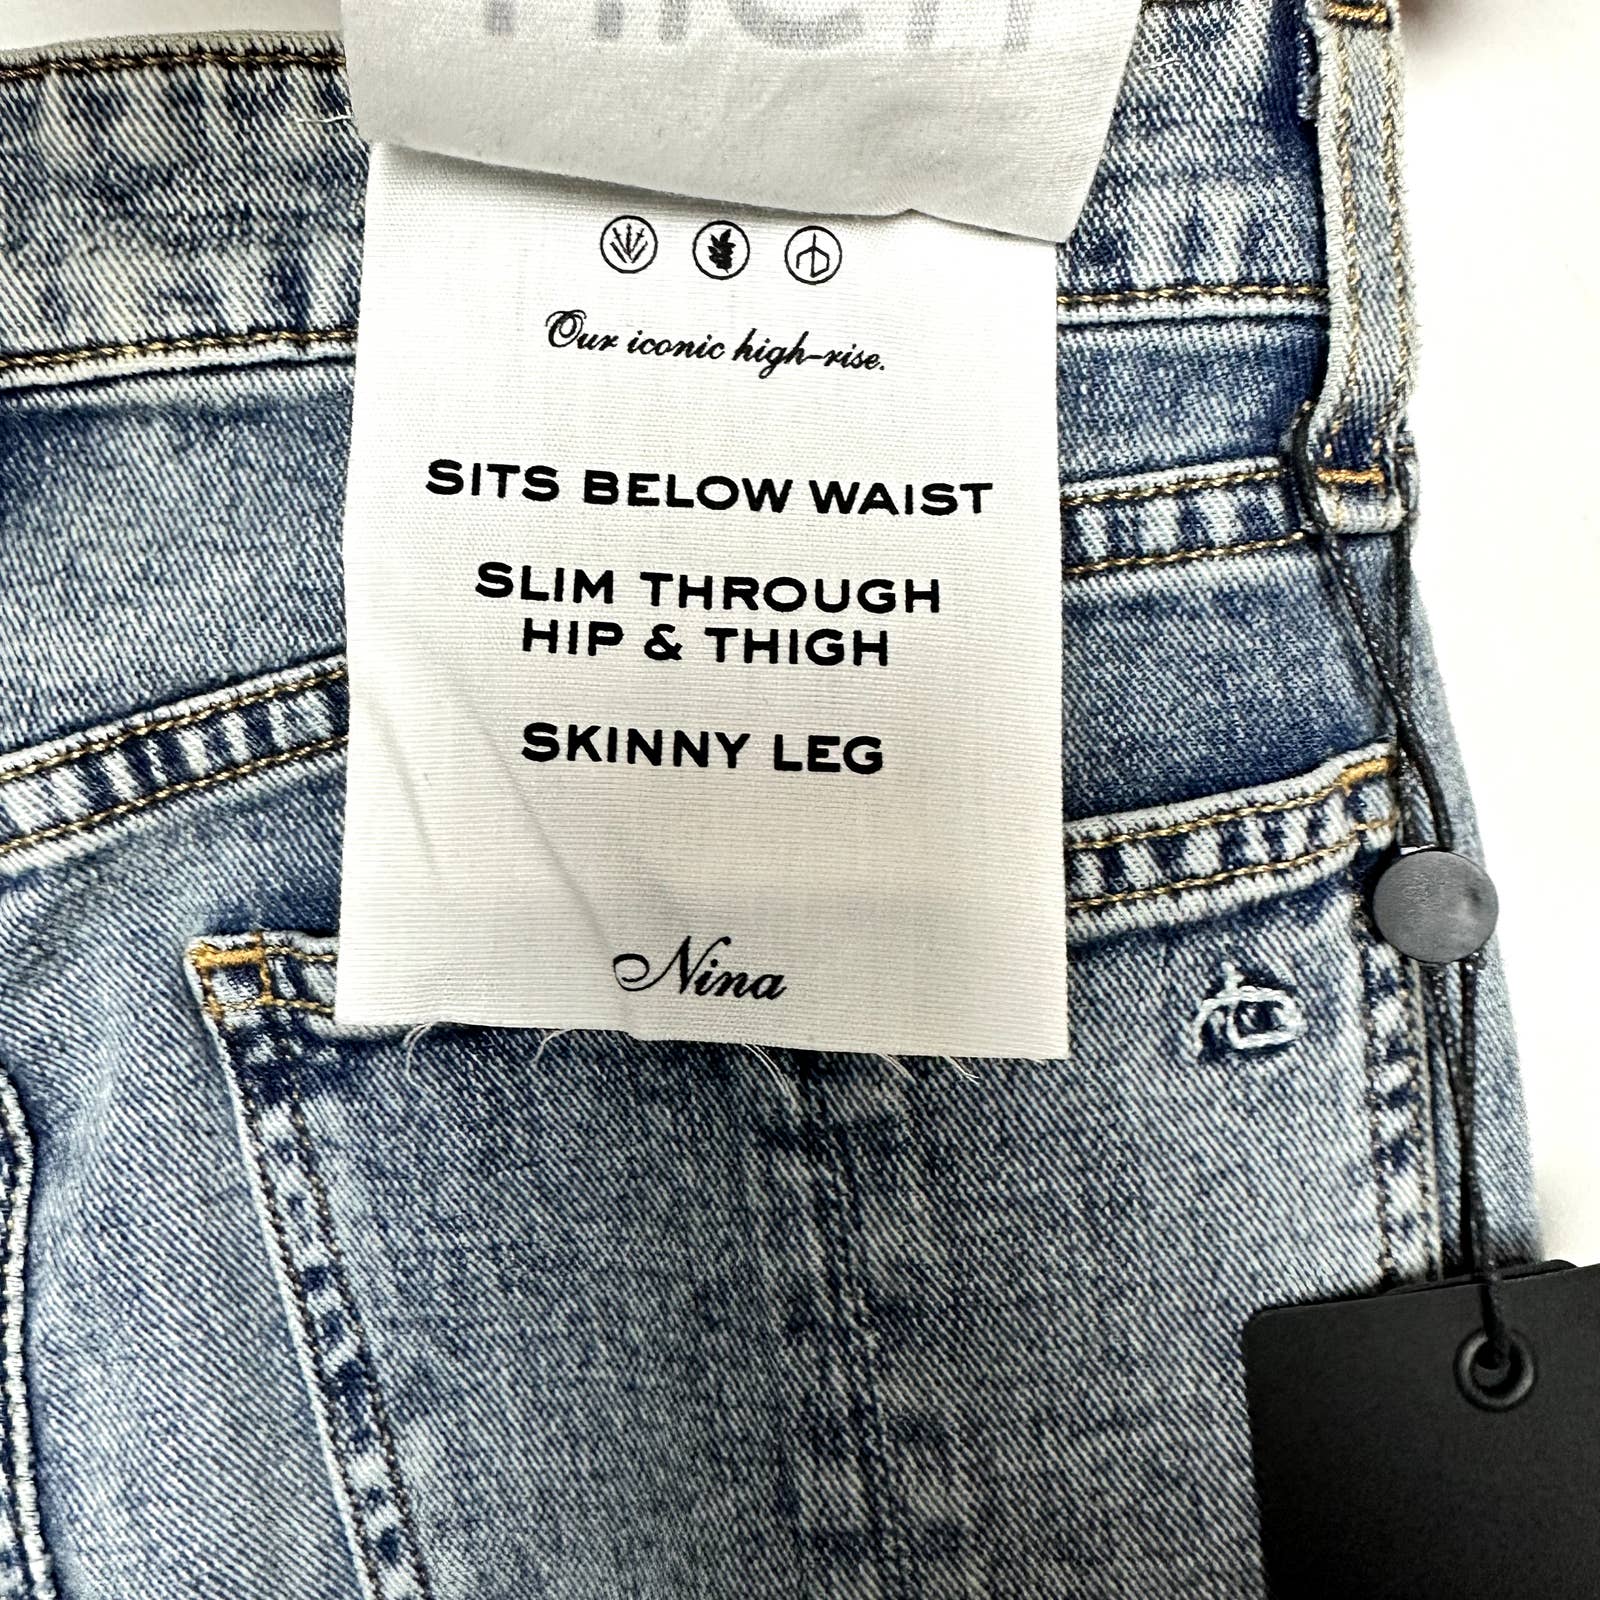 Our iconic high-rise.
SITS BELOW WAIST
SLIM THROUGH
HIP & THIGH
SKINNY LEG
Nina